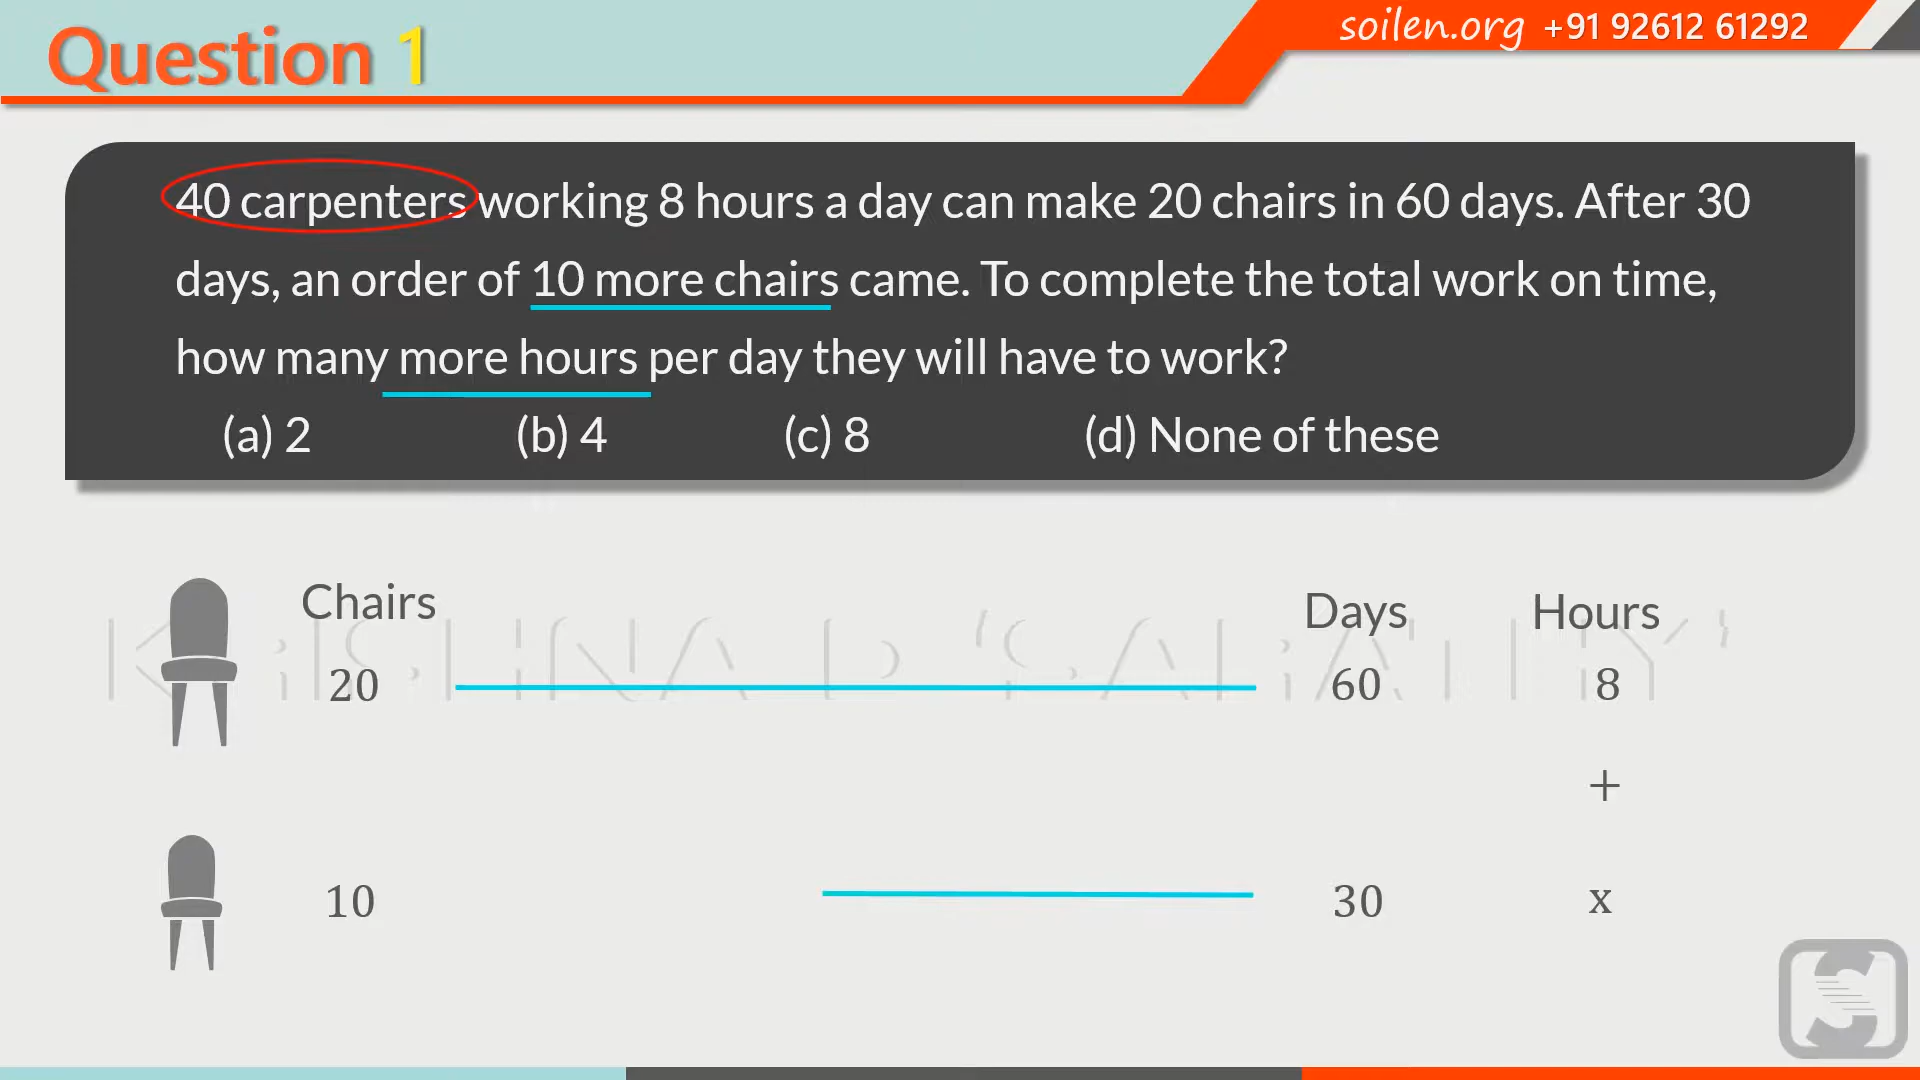 Question 1
soilen.org +91 92612 61292
40 carpenters working 8 hours a day can make 20 chairs in 60 days. After 30
days, an order of 10 more chairs came. To complete the total work on time,
how many more hours per day they will have to work?
(a) 2 (b) 4 (c) 8 (d) None of these
Chairs Days Hours
20 60 8
+
10 30 x